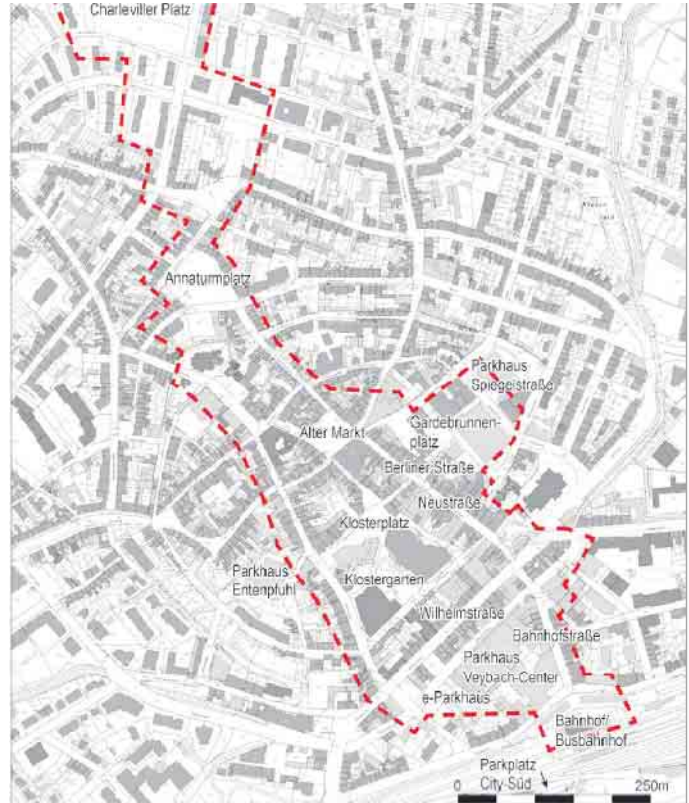 Charleviller Platz
Annaturmplatz
Parkhaus
Spiegelstraße
Gardebrunnen-
platz
Alter Markt
Berliner Straße
Neustraße
Klosterplatz
Parkhaus
Entenpfuhl
Klostergarten
Wilhelmstraße
Bahnhofstraße
Parkhaus
Veybach-Center
e-Parkhaus
Bahnhof/
Busbahnhof
Parkplatz
City-Süd
0
250m